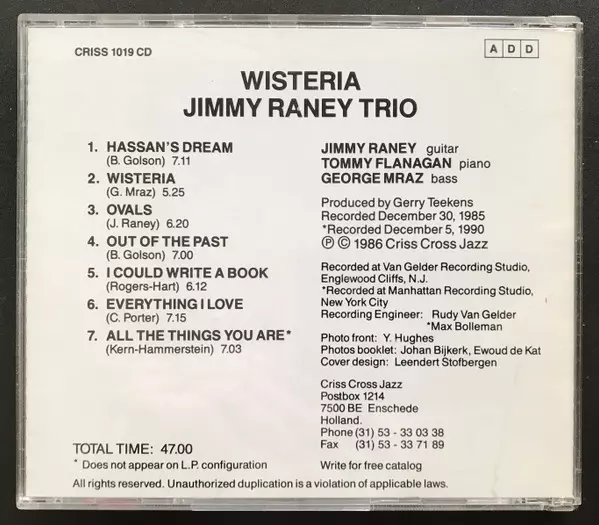 CRISS 1019 CD
A D D
WISTERIA
JIMMY RANEY TRIO
1. HASSAN'S DREAM
(B. Golson) 7.11
2. WISTERIA
(G. Mraz) 5.25
3. OVALS
(J. Raney) 6.20
4. OUT OF THE PAST
(B. Golson) 7.00
5. I COULD WRITE A BOOK
(Rogers-Hart) 6.12
6. EVERYTHING I LOVE
(C. Porter) 7.15
7. ALL THE THINGS YOU ARE*
(Kern-Hammerstein) 7.03
TOTAL TIME: 47.00
* Does not appear on L.P. configuration
JIMMY RANEY guitar
TOMMY FLANAGAN piano
GEORGE MRAZ bass
Produced by Gerry Teekens
Recorded December 30, 1985
*Recorded December 5, 1990
℗ © 1986 Criss Cross Jazz
Recorded at Van Gelder Recording Studio,
Englewood Cliffs, N.J.
*Recorded at Manhattan Recording Studio,
New York City
Recording Engineer: Rudy Van Gelder
*Max Bolleman
Photo front: Y. Hughes
Photos booklet: Johan Bijkerk, Ewoud de Kat
Cover design: Leendert Stofbergen
Criss Cross Jazz
Postbox 1214
7500 BE Enschede
Holland.
Phone (31) 53 - 33 03 38
Fax (31) 53 - 33 71 89
Write for free catalog
All rights reserved. Unauthorized duplication is a violation of applicable laws.